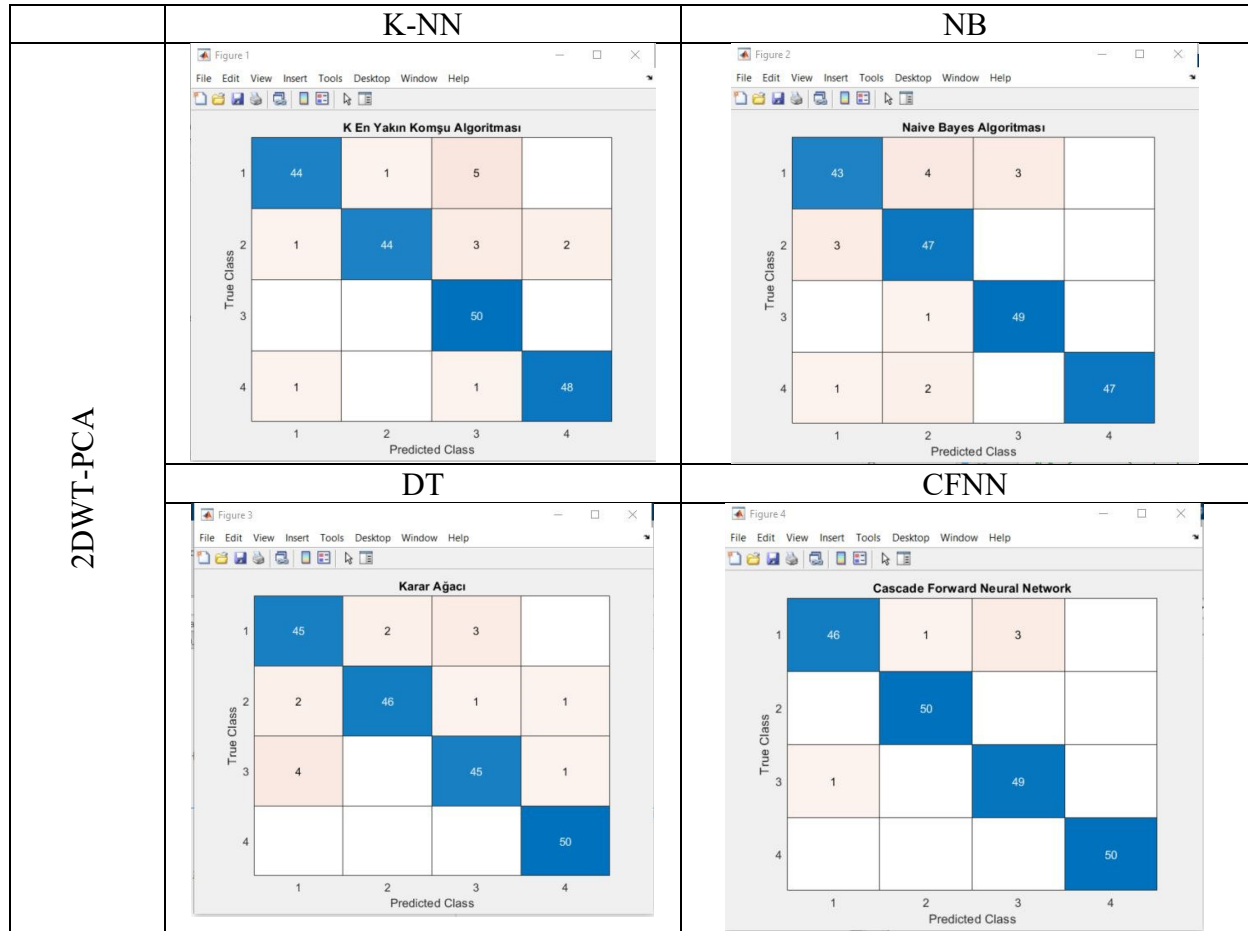 K-NN NB
Figure 1
File Edit View Insert Tools Desktop Window Help
K En Yakın Komşu Algoritması
1 44 1 5
2 1 44 3 2
3 50
4 1 1 48
1 2 3 4
Predicted Class
True Class
Figure 2
File Edit View Insert Tools Desktop Window Help
Naive Bayes Algoritması
1 43 4 3
2 3 47
3 1 49
4 1 2 47
1 2 3 4
Predicted Class
True Class
2DWT-PCA
DT CFNN
Figure 3
File Edit View Insert Tools Desktop Window Help
Karar Ağacı
1 45 2 3
2 2 46 1 1
3 4 45 1
4 50
1 2 3 4
Predicted Class
True Class
Figure 4
File Edit View Insert Tools Desktop Window Help
Cascade Forward Neural Network
1 46 1 3
2 50
3 1 49
4 50
1 2 3 4
Predicted Class
True Class